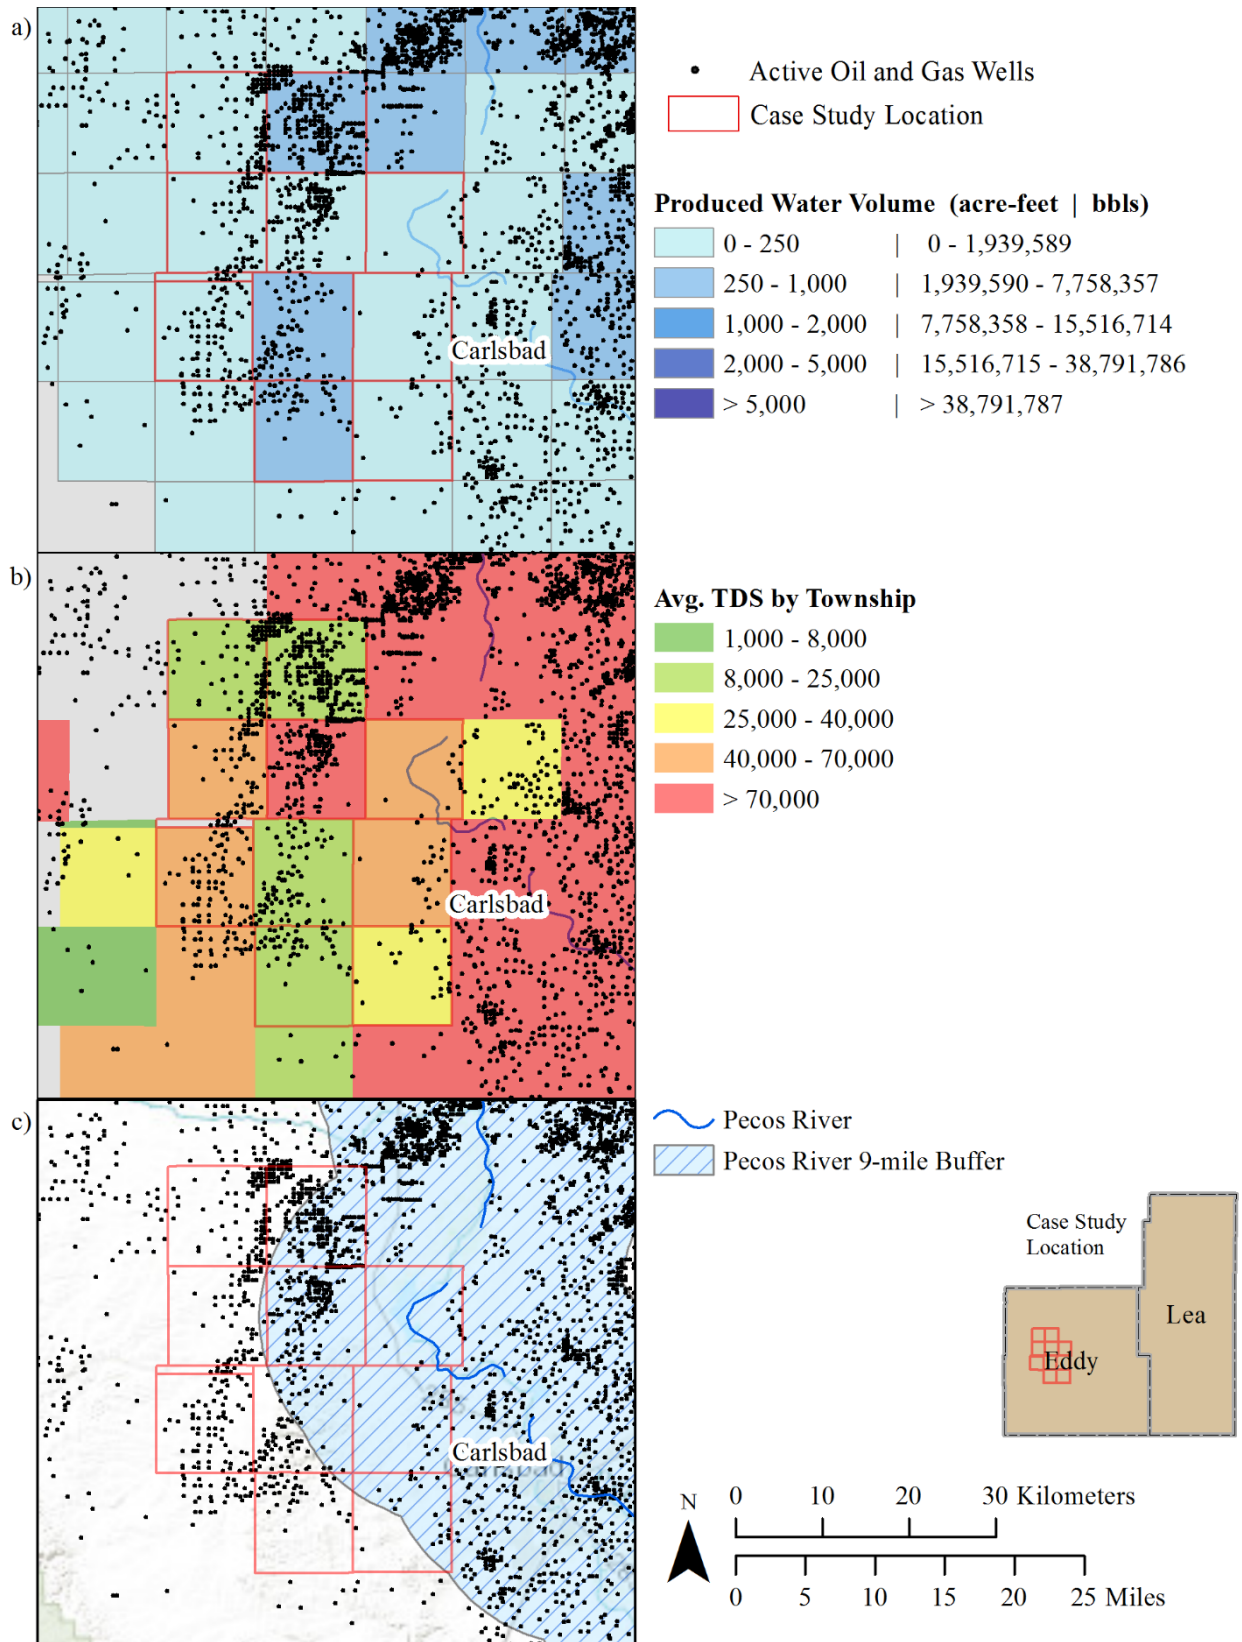 a)
Active Oil and Gas Wells
Case Study Location
Produced Water Volume (acre-feet | bbls)
0 - 250 | 0 - 1,939,589
250 - 1,000 | 1,939,590 - 7,758,357
1,000 - 2,000 | 7,758,358 - 15,516,714
2,000 - 5,000 | 15,516,715 - 38,791,786
> 5,000 | > 38,791,787
Carlsbad
b)
Avg. TDS by Township
1,000 - 8,000
8,000 - 25,000
25,000 - 40,000
40,000 - 70,000
> 70,000
Carlsbad
c)
Pecos River
Pecos River 9-mile Buffer
Case Study
Location
Lea
Eddy
Carlsbad
Carlsbad
N
0 10 20 30 Kilometers
0 5 10 15 20 25 Miles